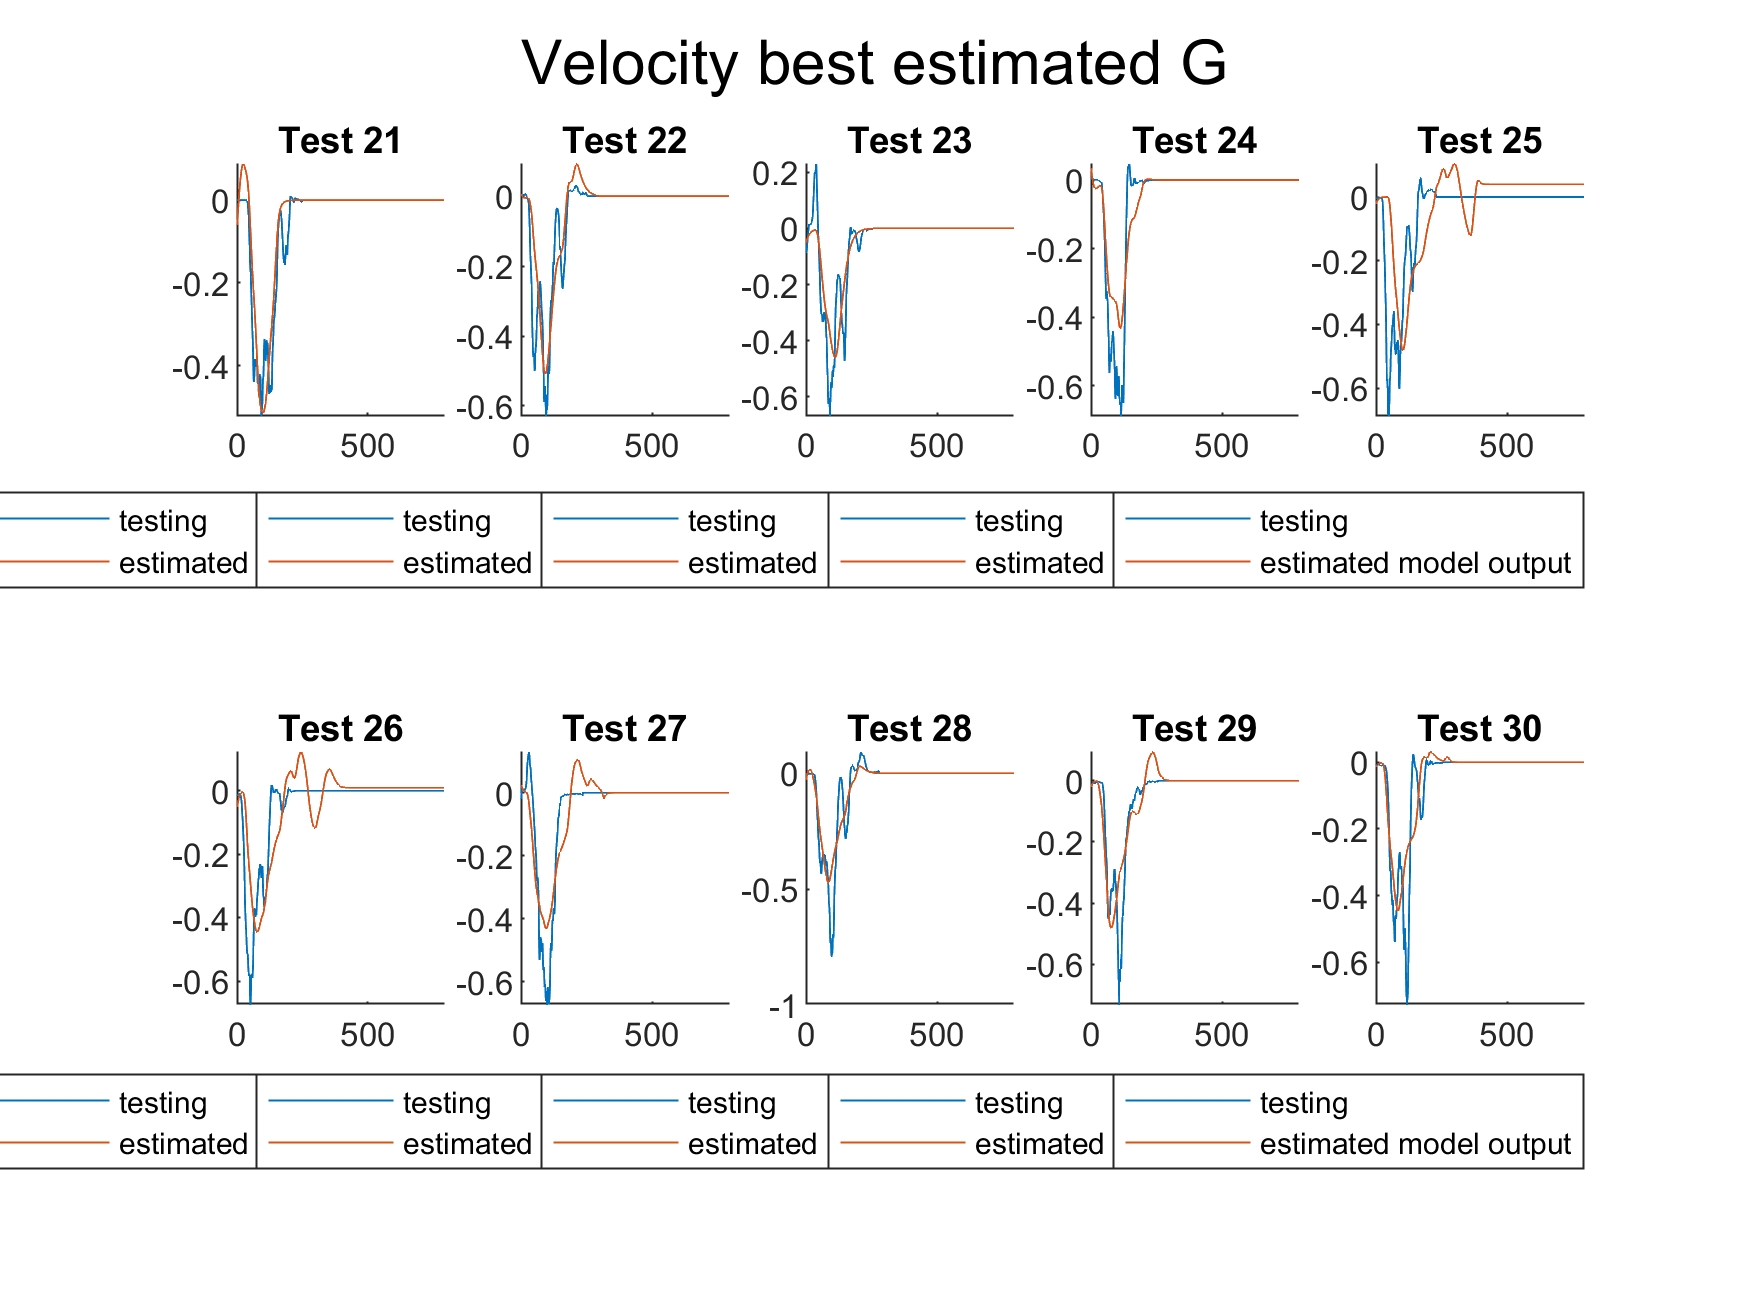 Velocity best estimated G
Test 21 Test 22 Test 23 Test 24 Test 25
0 -0.2 -0.4 0 500
0 -0.2 -0.4 -0.6 0 500
0.2 0 -0.2 -0.4 -0.6 0 500
0 -0.2 -0.4 -0.6 0 500
0 -0.2 -0.4 -0.6 0 500
testing testing testing testing testing
estimated estimated estimated estimated estimated model output
Test 26 Test 27 Test 28 Test 29 Test 30
0 -0.2 -0.4 -0.6 0 500
0 -0.2 -0.4 -0.6 0 500
0 -0.5 -1 0 500
0 -0.2 -0.4 -0.6 0 500
0 -0.2 -0.4 -0.6 0 500
testing testing testing testing testing
estimated estimated estimated estimated estimated model output